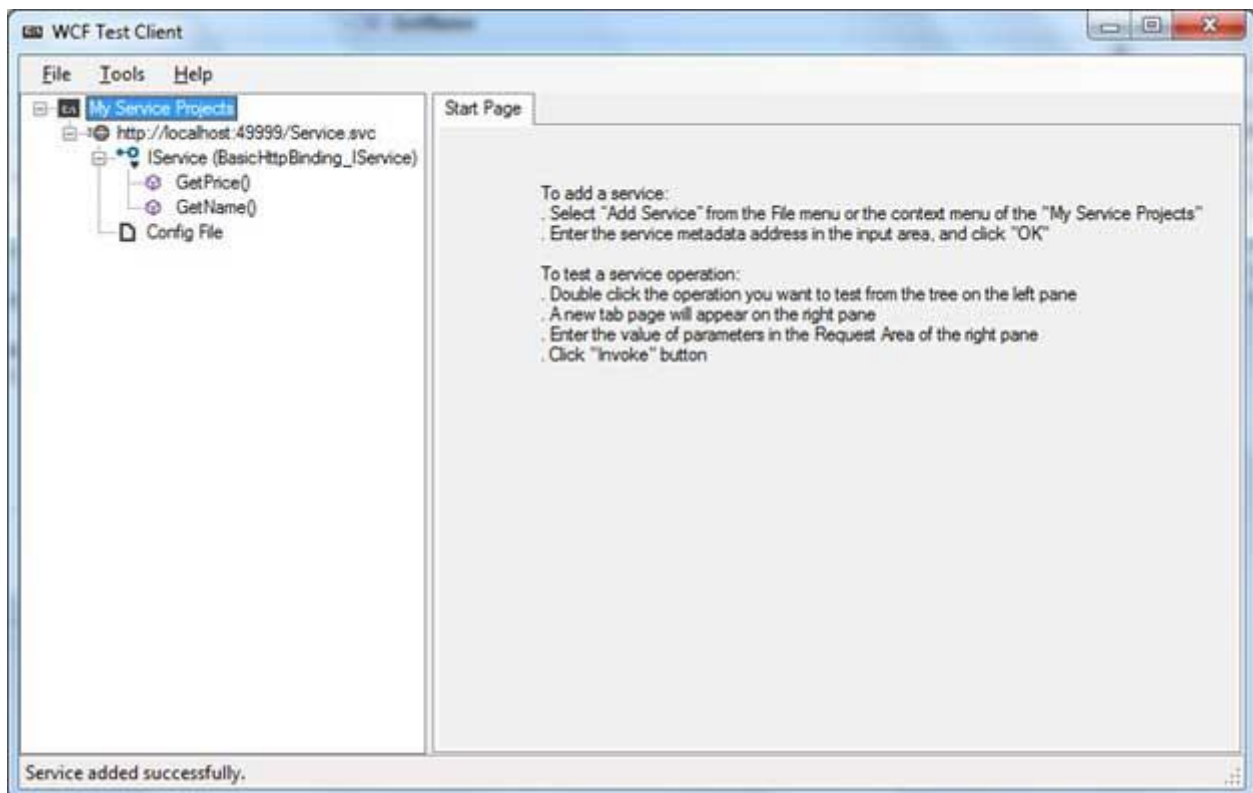 WCF Test Client
File Tools Help
My Service Projects
http://localhost:49999/Service.svc
IService (BasicHttpBinding_IService)
GetPrice()
GetName()
Config File
Start Page
To add a service:
. Select "Add Service" from the File menu or the context menu of the "My Service Projects"
. Enter the service metadata address in the input area, and click "OK"
To test a service operation:
. Double click the operation you want to test from the tree on the left pane
. A new tab page will appear on the right pane
. Enter the value of parameters in the Request Area of the right pane
. Click "Invoke" button
Service added successfully.